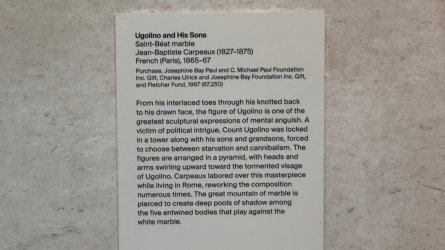 Ugolino and His Sons
Saint-Béat marble
Jean-Baptiste Carpeaux (1827-1875)
French (Paris), 1865–67
Purchase, Josephine Bay Paul and C. Michael Paul Foundation
Inc. Gift, Charles Ulrick and Josephine Bay Foundation Inc. Gift,
and Fletcher Fund, 1967 (67.250)
From his interlaced toes through his knotted back
to his drawn face, the figure of Ugolino is one of the
greatest sculptural expressions of mental anguish. A
victim of political intrigue, Count Ugolino was locked
in a tower along with his sons and grandsons, forced
to choose between starvation and cannibalism. The
figures are arranged in a pyramid, with heads and
arms swirling upward toward the tormented visage
of Ugolino. Carpeaux labored over this masterpiece
while living in Rome, reworking the composition
numerous times. The great mountain of marble is
pierced to create deep pools of shadow among
the five entwined bodies that play against the
white marble.